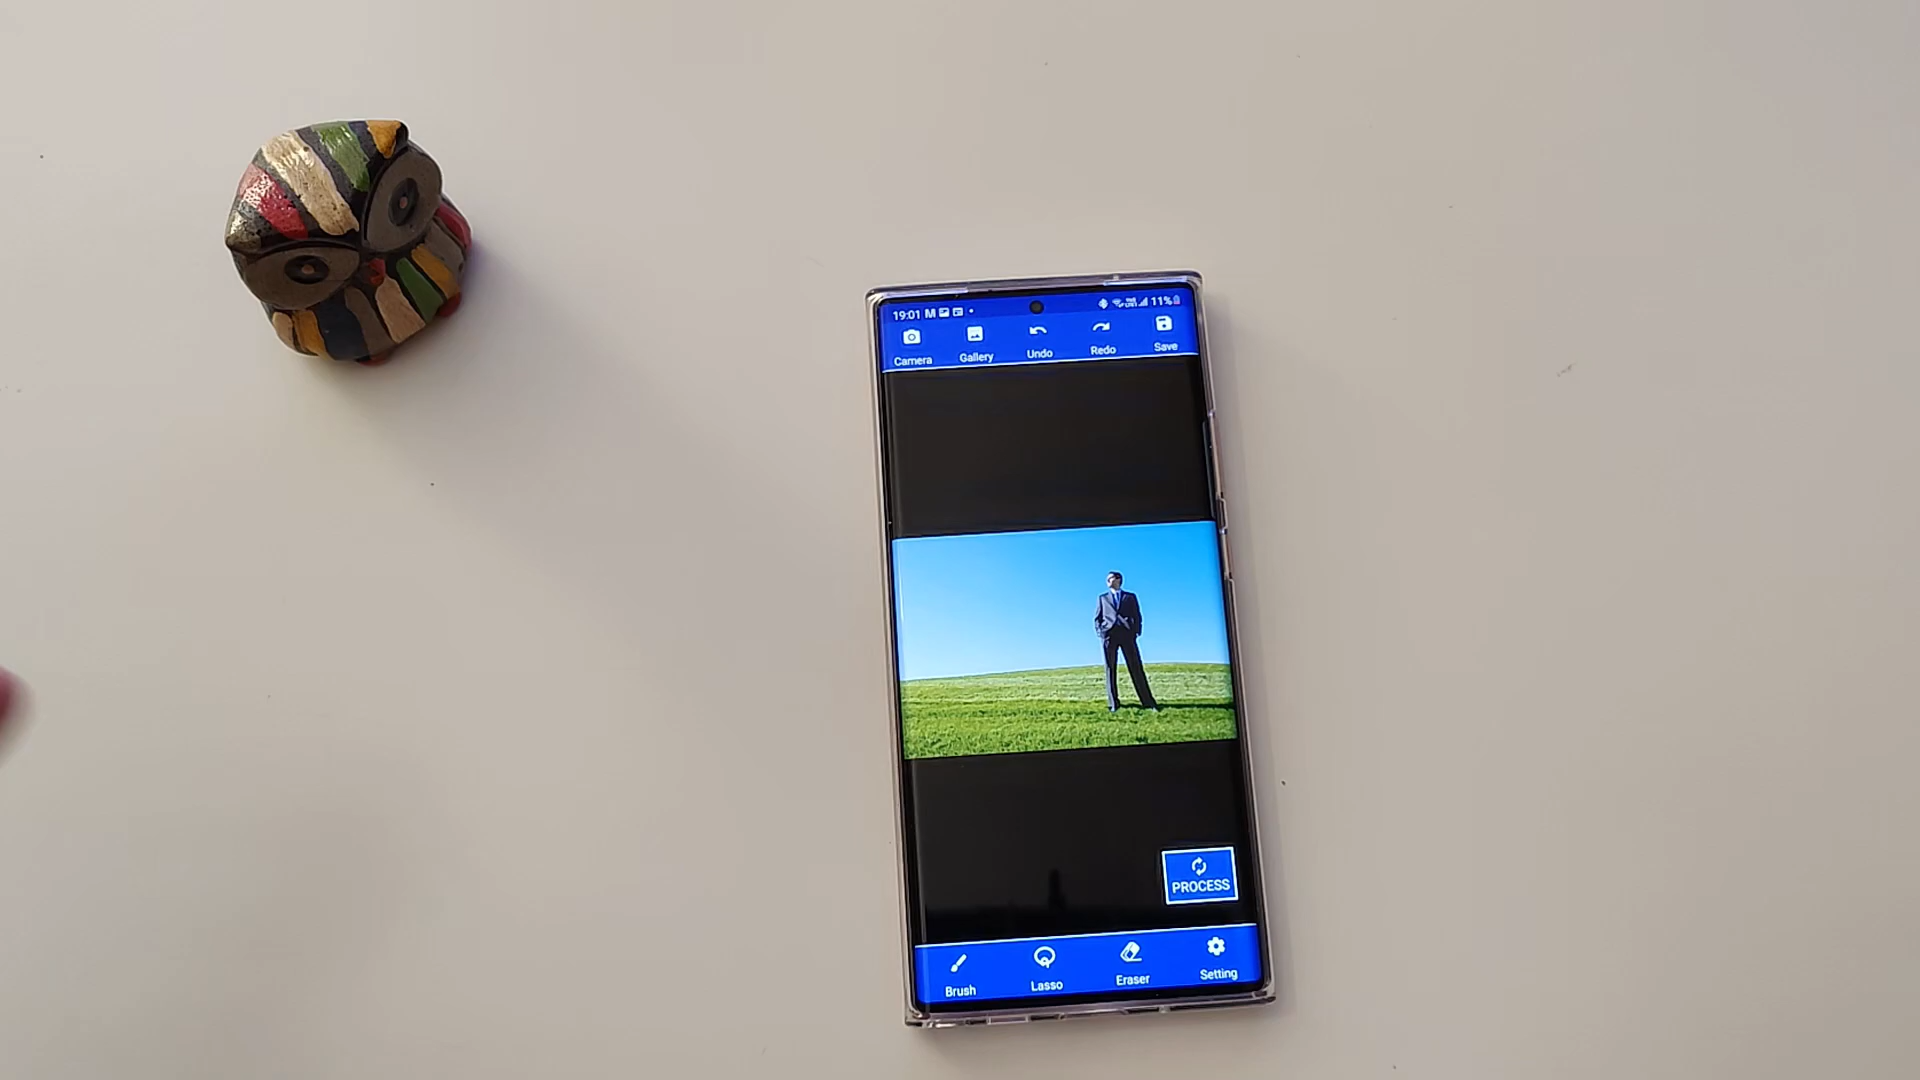 19:01 M 11%
Camera Gallery Undo Redo Save
PROCESS
Brush Lasso Eraser Setting